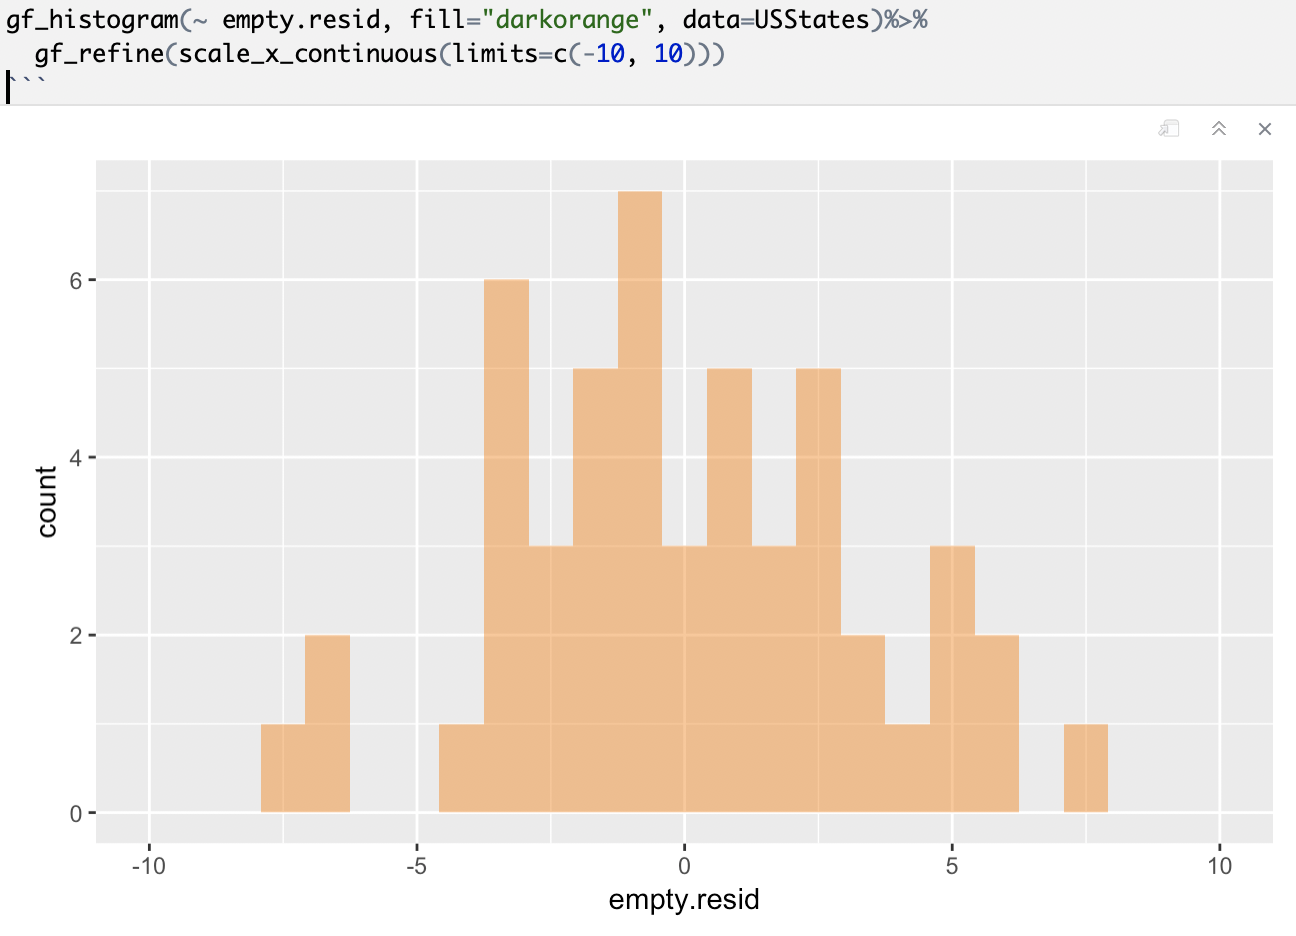 gf_histogram(~ empty.resid, fill="darkorange", data=USStates)%>%
  gf_refine(scale_x_continuous(limits=c(-10, 10)))
```
6
4
2
0
count
-10 -5 0 5 10
empty.resid